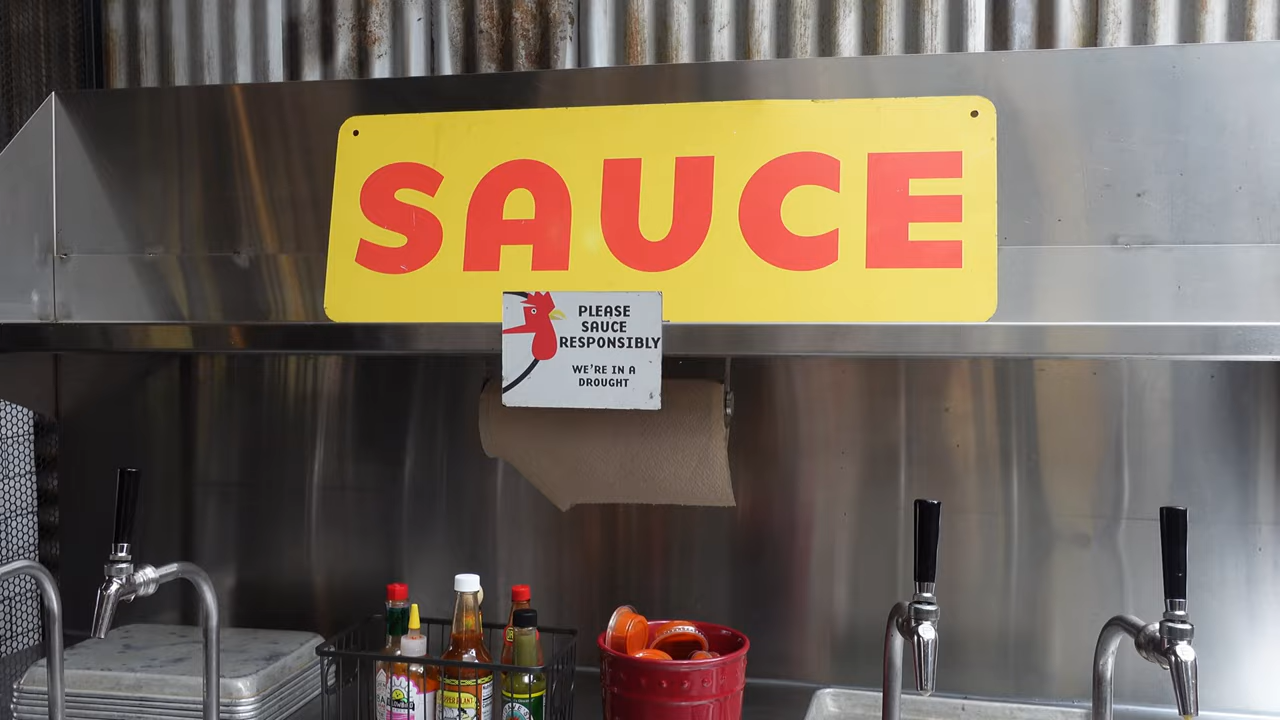 SAUCE
PLEASE
SAUCE
RESPONSIBLY
WE'RE IN A
DROUGHT